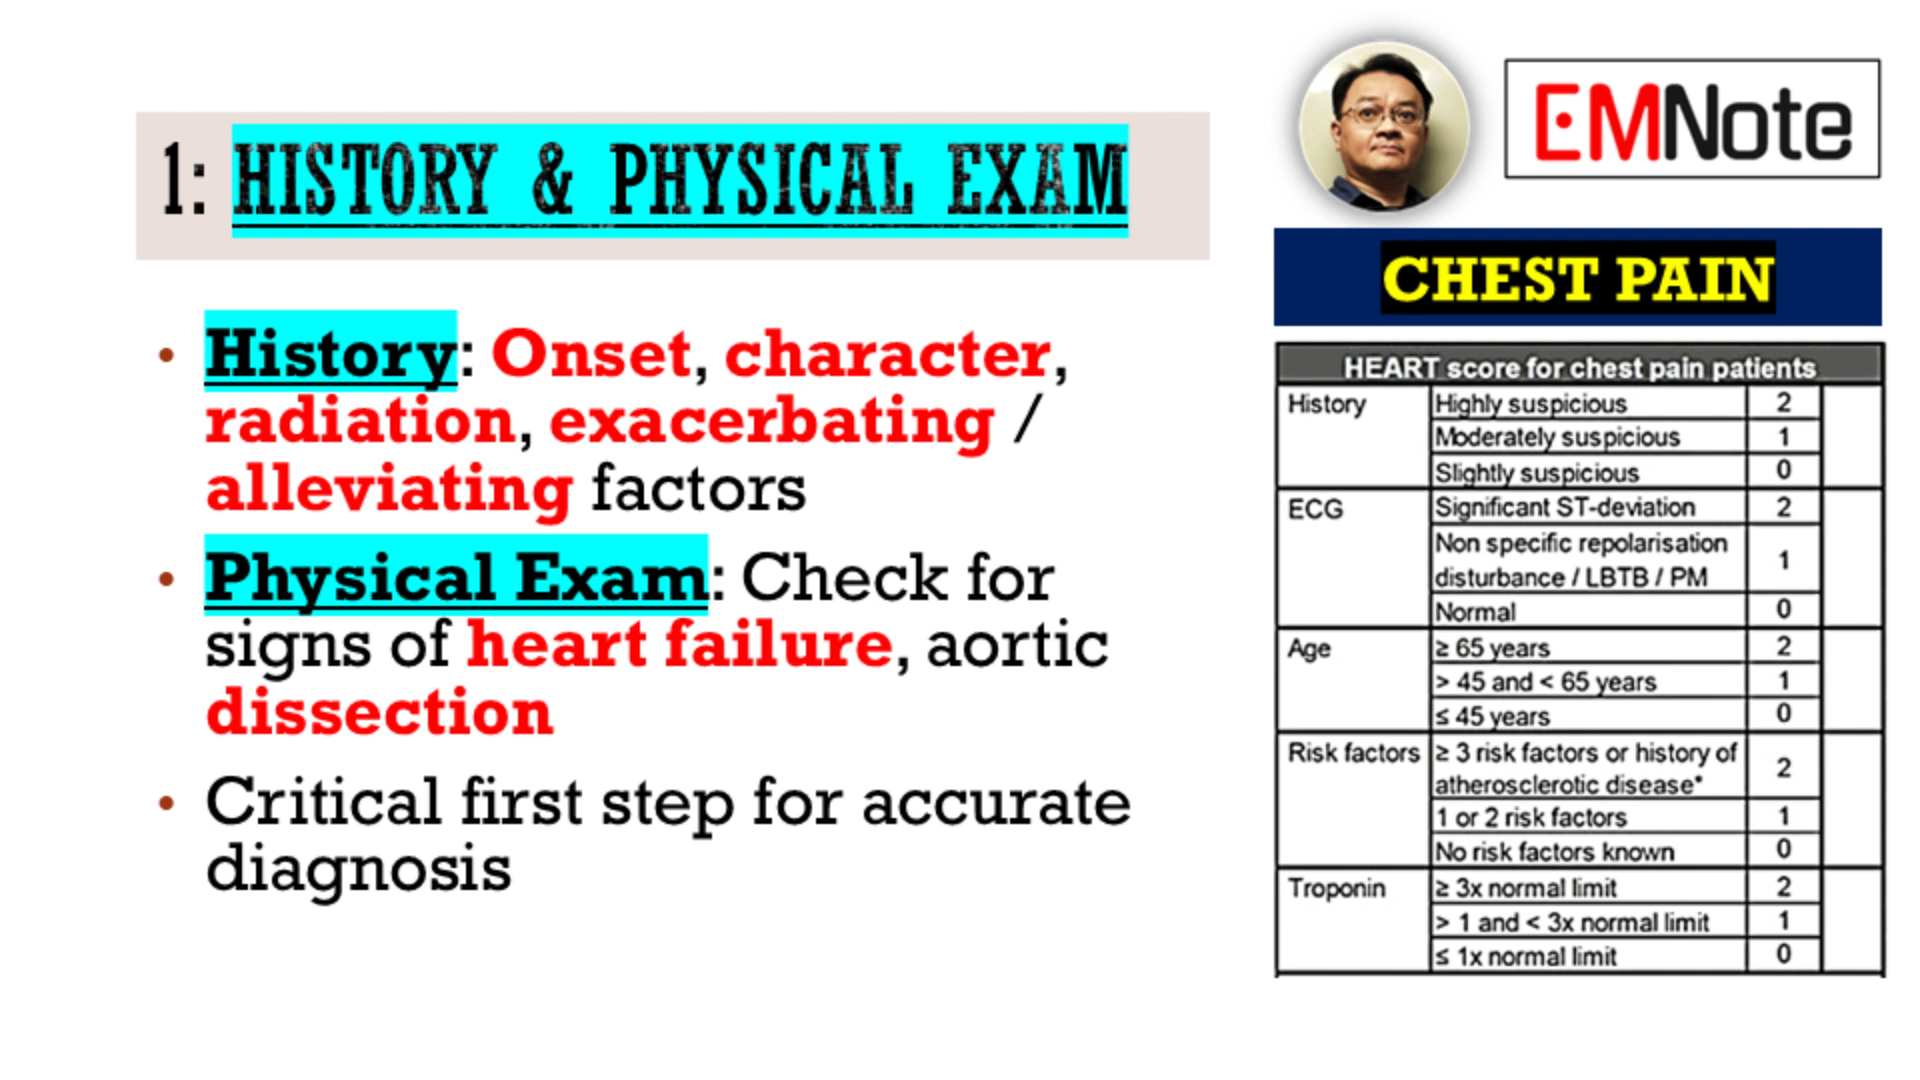 1: HISTORY & PHYSICAL EXAM
• History: Onset, character,
radiation, exacerbating /
alleviating factors
• Physical Exam: Check for
signs of heart failure, aortic
dissection
• Critical first step for accurate
diagnosis
EMNote
CHEST PAIN
HEART score for chest pain patients
History Highly suspicious 2
Moderately suspicious 1
Slightly suspicious 0
ECG Significant ST-deviation 2
Non specific repolarisation
disturbance / LBTB / PM 1
Normal 0
Age ≥ 65 years 2
> 45 and < 65 years 1
≤ 45 years 0
Risk factors ≥ 3 risk factors or history of
atherosclerotic disease* 2
1 or 2 risk factors 1
No risk factors known 0
Troponin ≥ 3x normal limit 2
> 1 and < 3x normal limit 1
≤ 1x normal limit 0